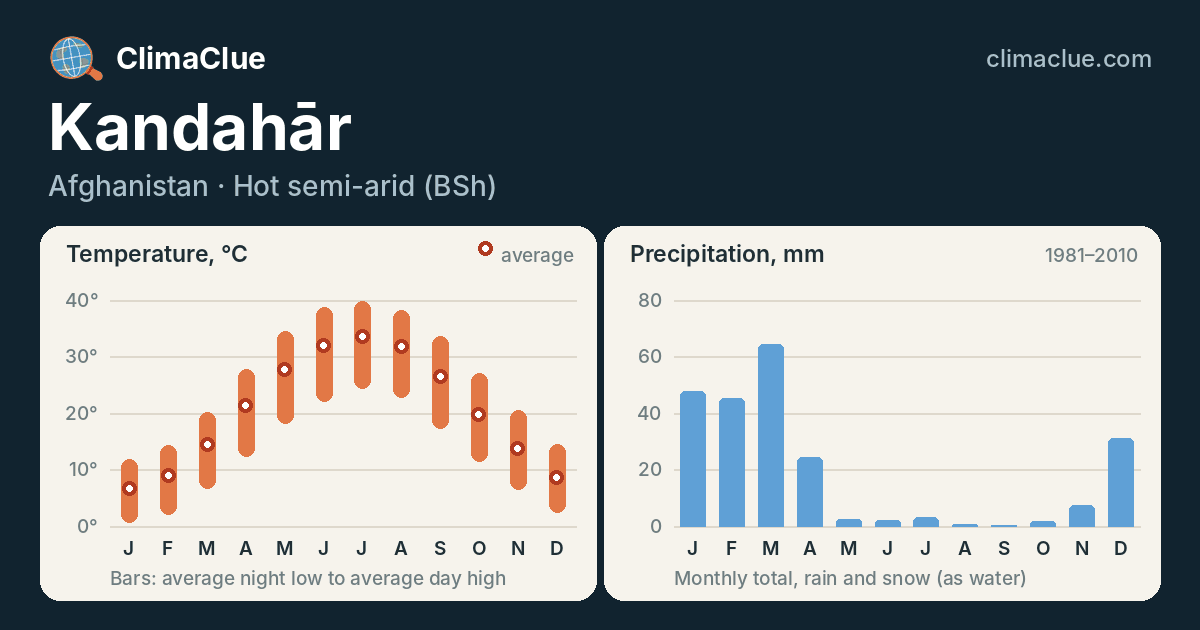 ClimaClue
climaclue.com
Kandahār
Afghanistan · Hot semi-arid (BSh)
Temperature, °C
average
40°
30°
20°
10°
0°
J F M A M J J A S O N D
Bars: average night low to average day high
Precipitation, mm
1981–2010
80
60
40
20
0
J F M A M J J A S O N D
Monthly total, rain and snow (as water)